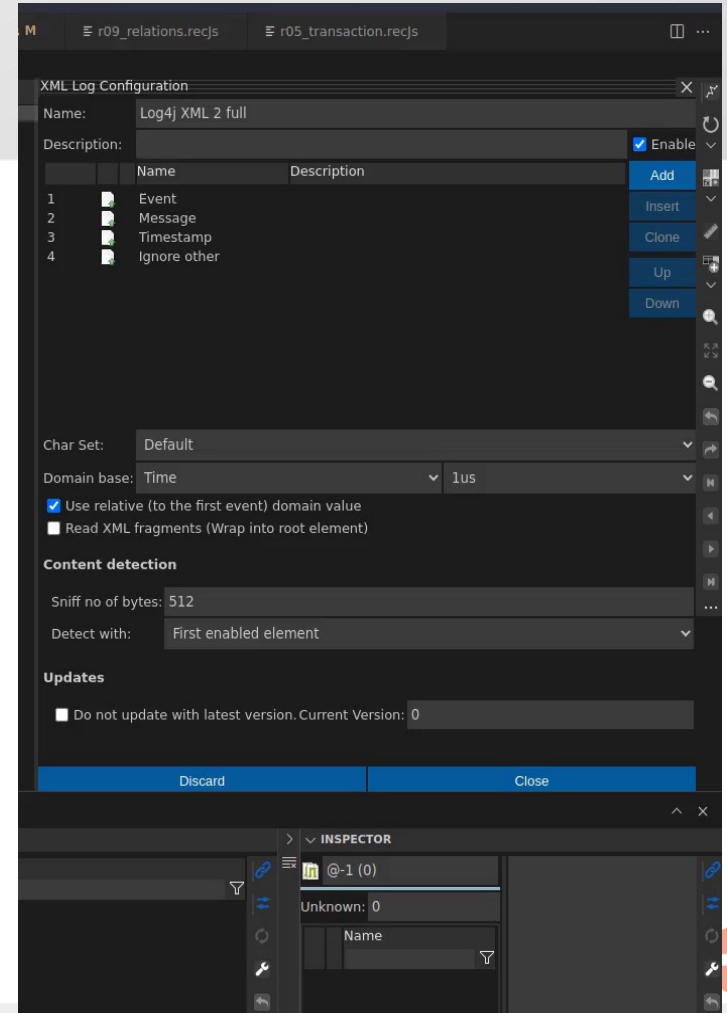 M r09_relations.recJs r05_transaction.recJs
XML Log Configuration
Name: Log4j XML 2 full
Description: Enable
Name Description Add
1 Event
Insert
2 Message
3 Timestamp Clone
4 Ignore other
Up
Down
Char Set: Default
Domain base: Time 1us
Use relative (to the first event) domain value
Read XML fragments (Wrap into root element)
Content detection
Sniff no of bytes: 512
Detect with: First enabled element
Updates
Do not update with latest version. Current Version: 0
Discard Close
INSPECTOR
@-1 (0)
Unknown: 0
Name